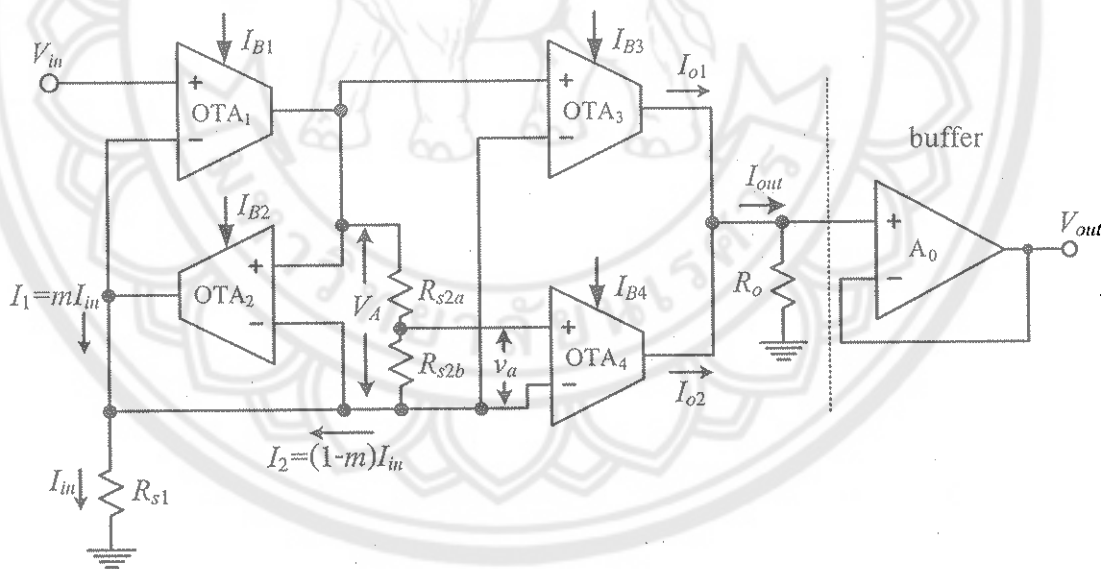 V_in
I_B1
+
OTA_1
−
I_B3
+
OTA_3
−
I_o1
buffer
I_out
+
A_0
−
V_out
R_o
I_B2
+
OTA_2
−
I_1=mI_in
V_A
R_s2a
R_s2b
v_a
I_B4
+
OTA_4
−
I_o2
I_2=(1-m)I_in
I_in
R_s1